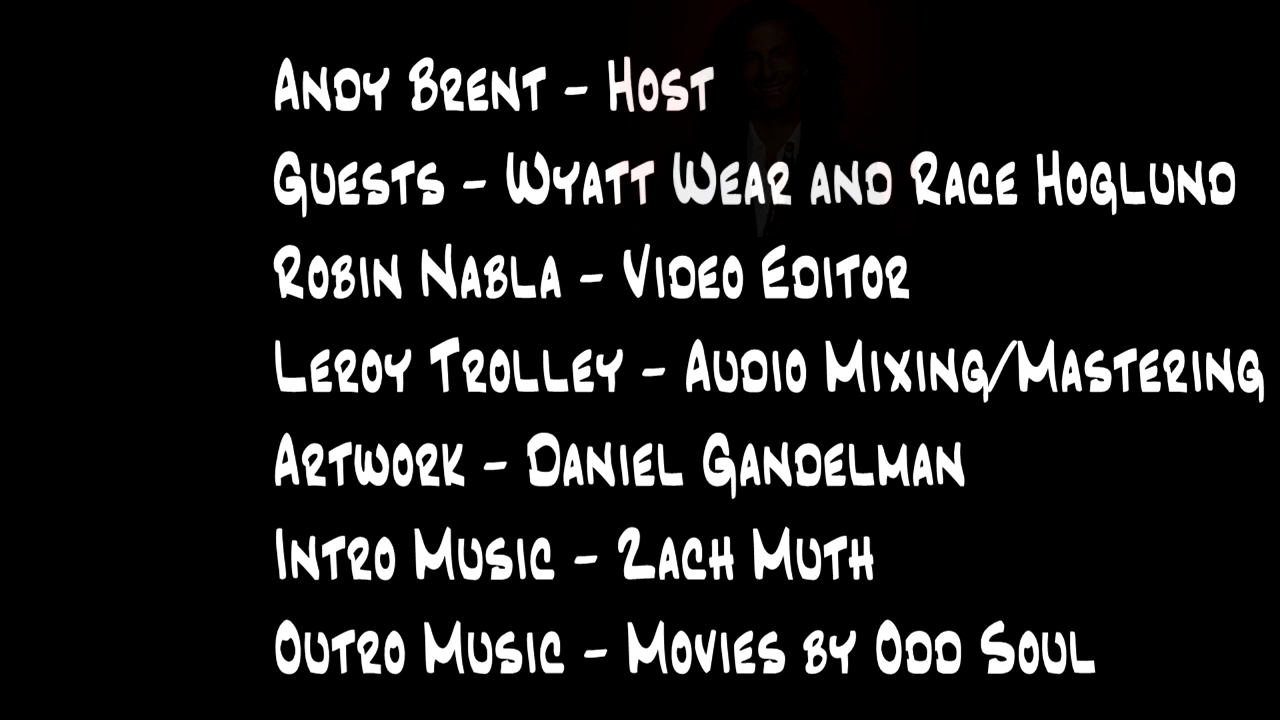 Andy Brent - Host
Guests - Wyatt Wear and Race Hoglund
Robin Nabla - Video Editor
Leroy Trolley - Audio Mixing/Mastering
Artwork - Daniel Gandelman
Intro Music - Zach Muth
Outro Music - Movies by Odd Soul